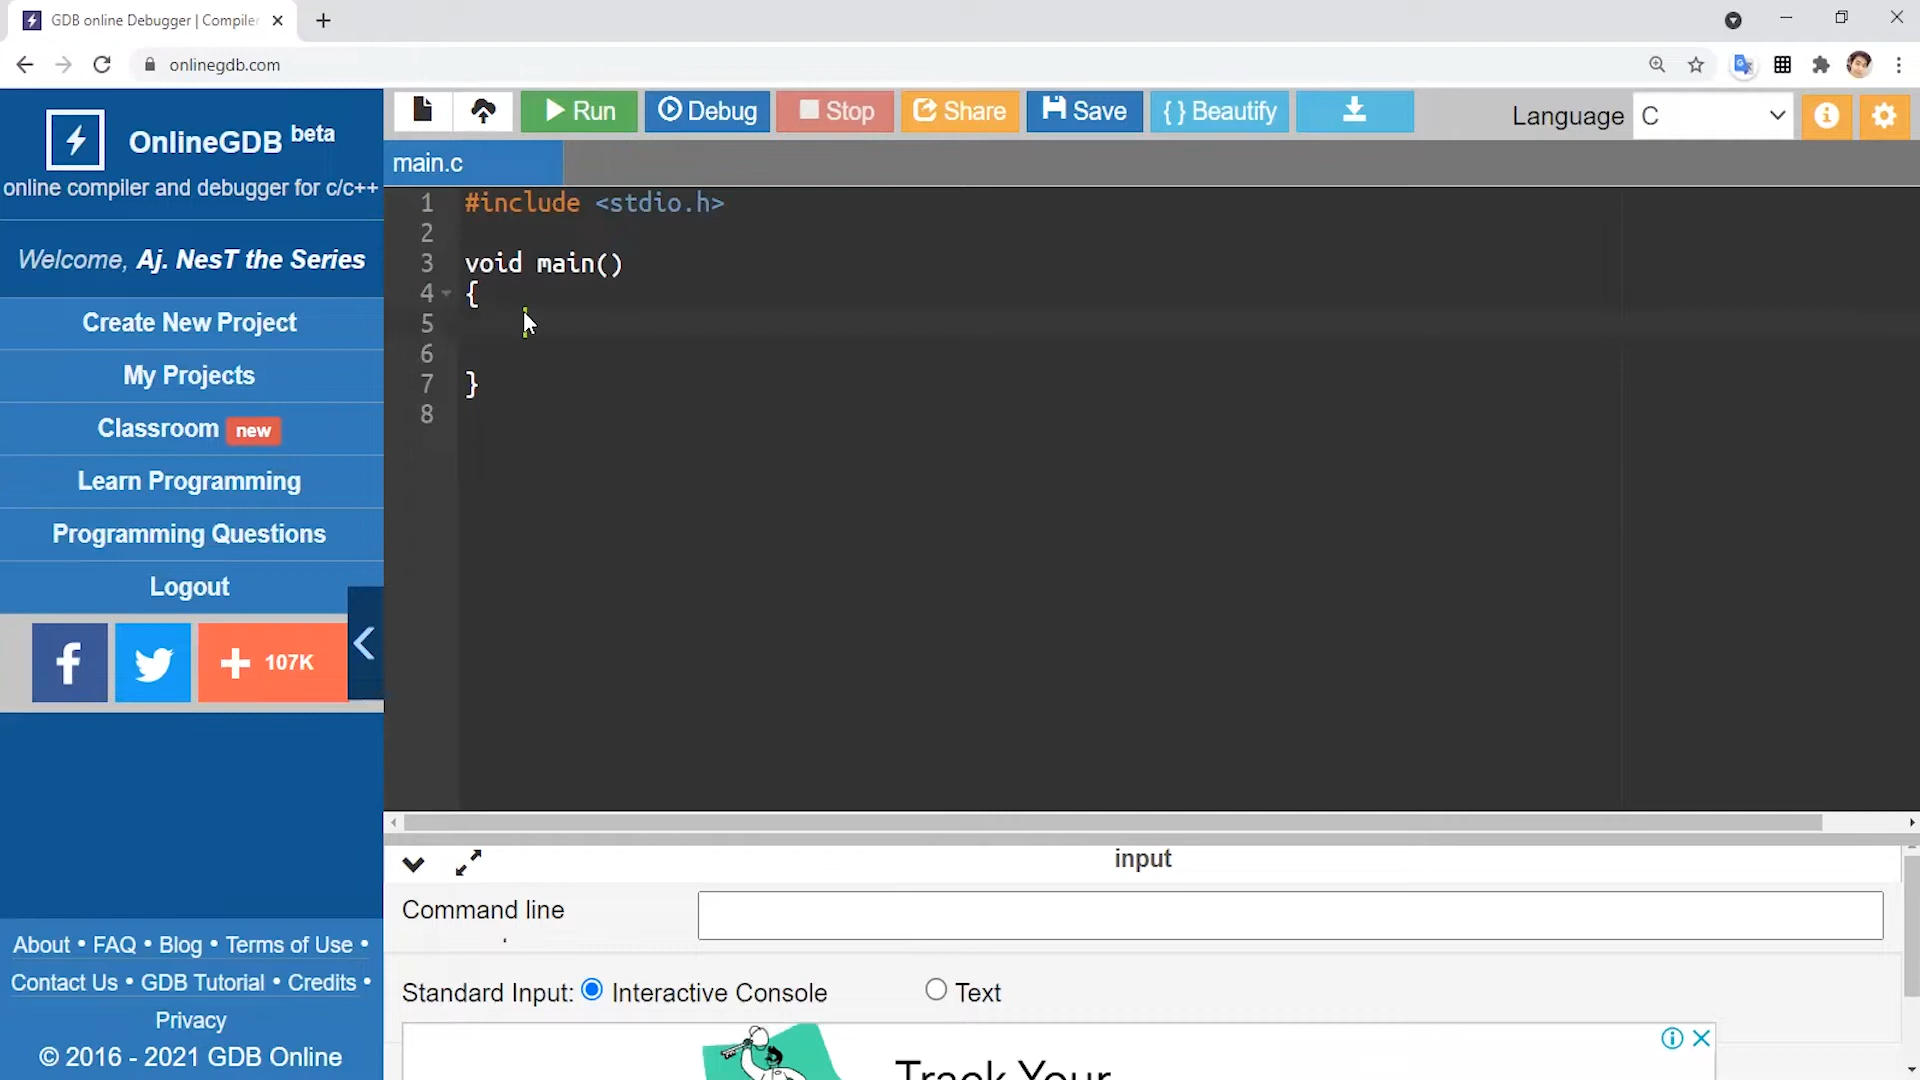 GDB online Debugger | Compiler
onlinegdb.com
OnlineGDB beta
online compiler and debugger for c/c++
Welcome, Aj. NesT the Series
Create New Project
My Projects
Classroom new
Learn Programming
Programming Questions
Logout
f
+ 107K
About • FAQ • Blog • Terms of Use •
Contact Us • GDB Tutorial • Credits •
Privacy
© 2016 - 2021 GDB Online
Run
Debug
Stop
Share
Save
{ } Beautify
Language C
main.c
1 #include <stdio.h>
2
3 void main()
4 {
5
6
7 }
8
input
Command line
Standard Input: Interactive Console Text
Track Your